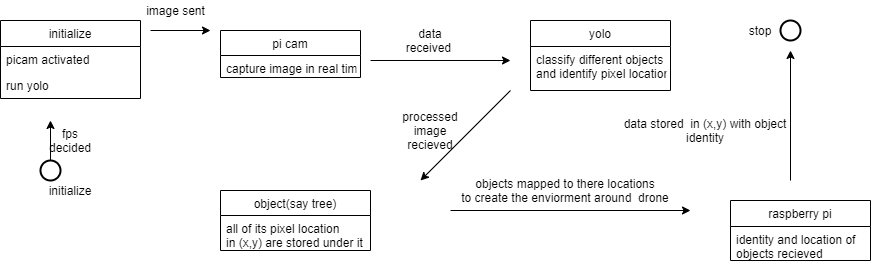 image sent
initialize
picam activated
run yolo
fps
decided
initialize
pi cam
capture image in real tim
data
received
yolo
classify different objects
and identify pixel location
stop
processed
image
recieved
object(say tree)
all of its pixel location
in (x,y) are stored under it
objects mapped to there locations
to create the enviorment around drone
data stored in (x,y) with object
identity
raspberry pi
identity and location of
objects recieved